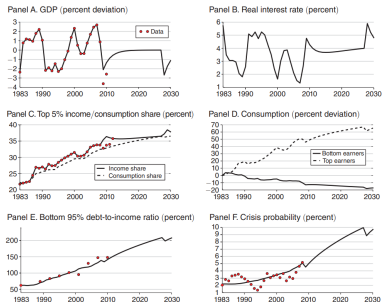 Panel A. GDP (percent deviation)
3
2
1
0
−1
−2
−3
−4
Data
1983 1990 2000 2010 2020 2030
Panel B. Real interest rate (percent)
6
5
4
3
2
1
1983 1990 2000 2010 2020 2030
Panel C. Top 5% income/consumption share (percent)
40
35
30
25
20
Income share
Consumption share
1983 1990 2000 2010 2020 2030
Panel D. Consumption (percent deviation)
70
60
50
40
30
20
10
0
−20
Bottom earners
Top earners
1983 1990 2000 2010 2020 2030
Panel E. Bottom 95% debt-to-income ratio (percent)
200
150
100
50
1983 1990 2000 2010 2020 2030
Panel F. Crisis probability (percent)
10
9
8
7
6
5
4
3
2
1
1983 1990 2000 2010 2020 2030